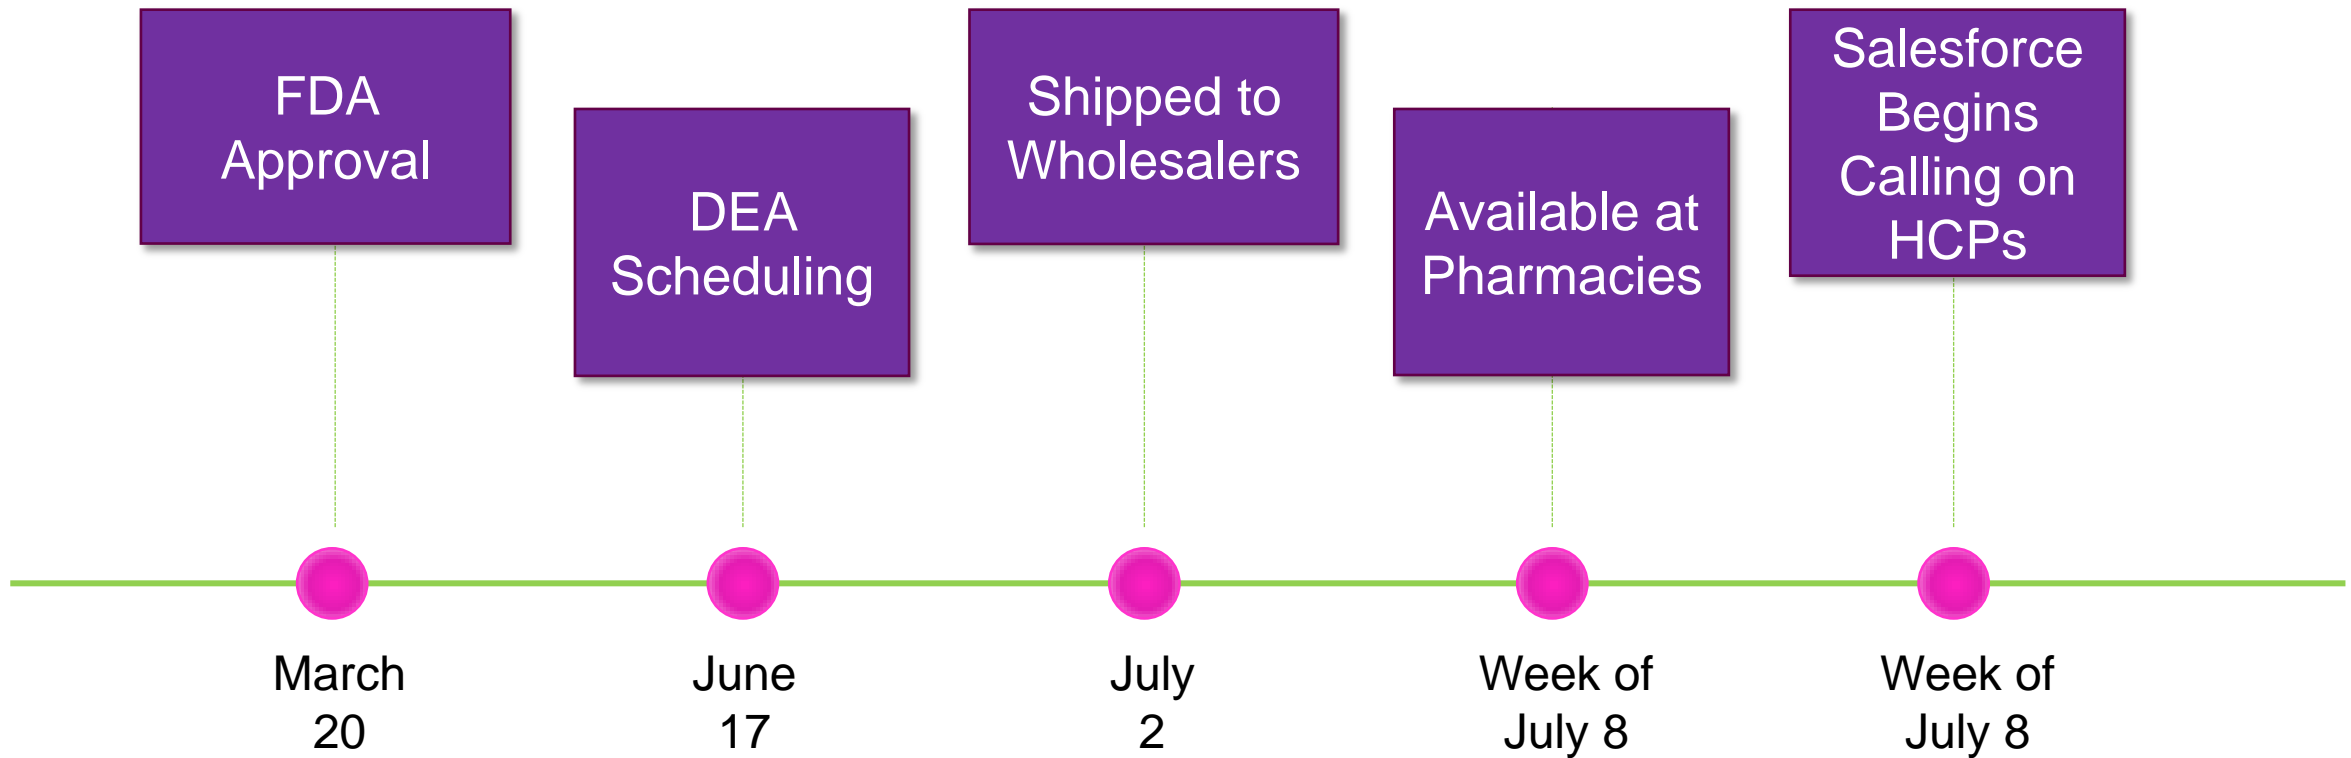 FDA
Approval
DEA
Scheduling
Shipped to
Wholesalers
Available at
Pharmacies
Salesforce
Begins
Calling on
HCPs
March
20
June
17
July
2
Week of
July 8
Week of
July 8